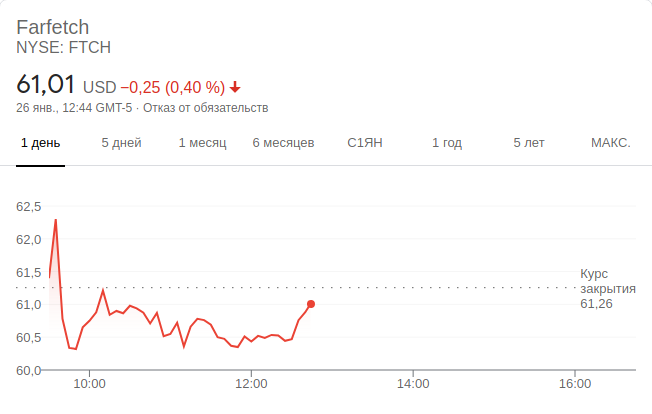 Farfetch
NYSE: FTCH
61,01 USD −0,25 (0,40 %)
26 янв., 12:44 GMT-5 · Отказ от обязательств
1 день 5 дней 1 месяц 6 месяцев С1ЯН 1 год 5 лет МАКС.
62,5
62,0
61,5
Курс
закрытия
61,26
61,0
60,5
60,0
10:00 12:00 14:00 16:00